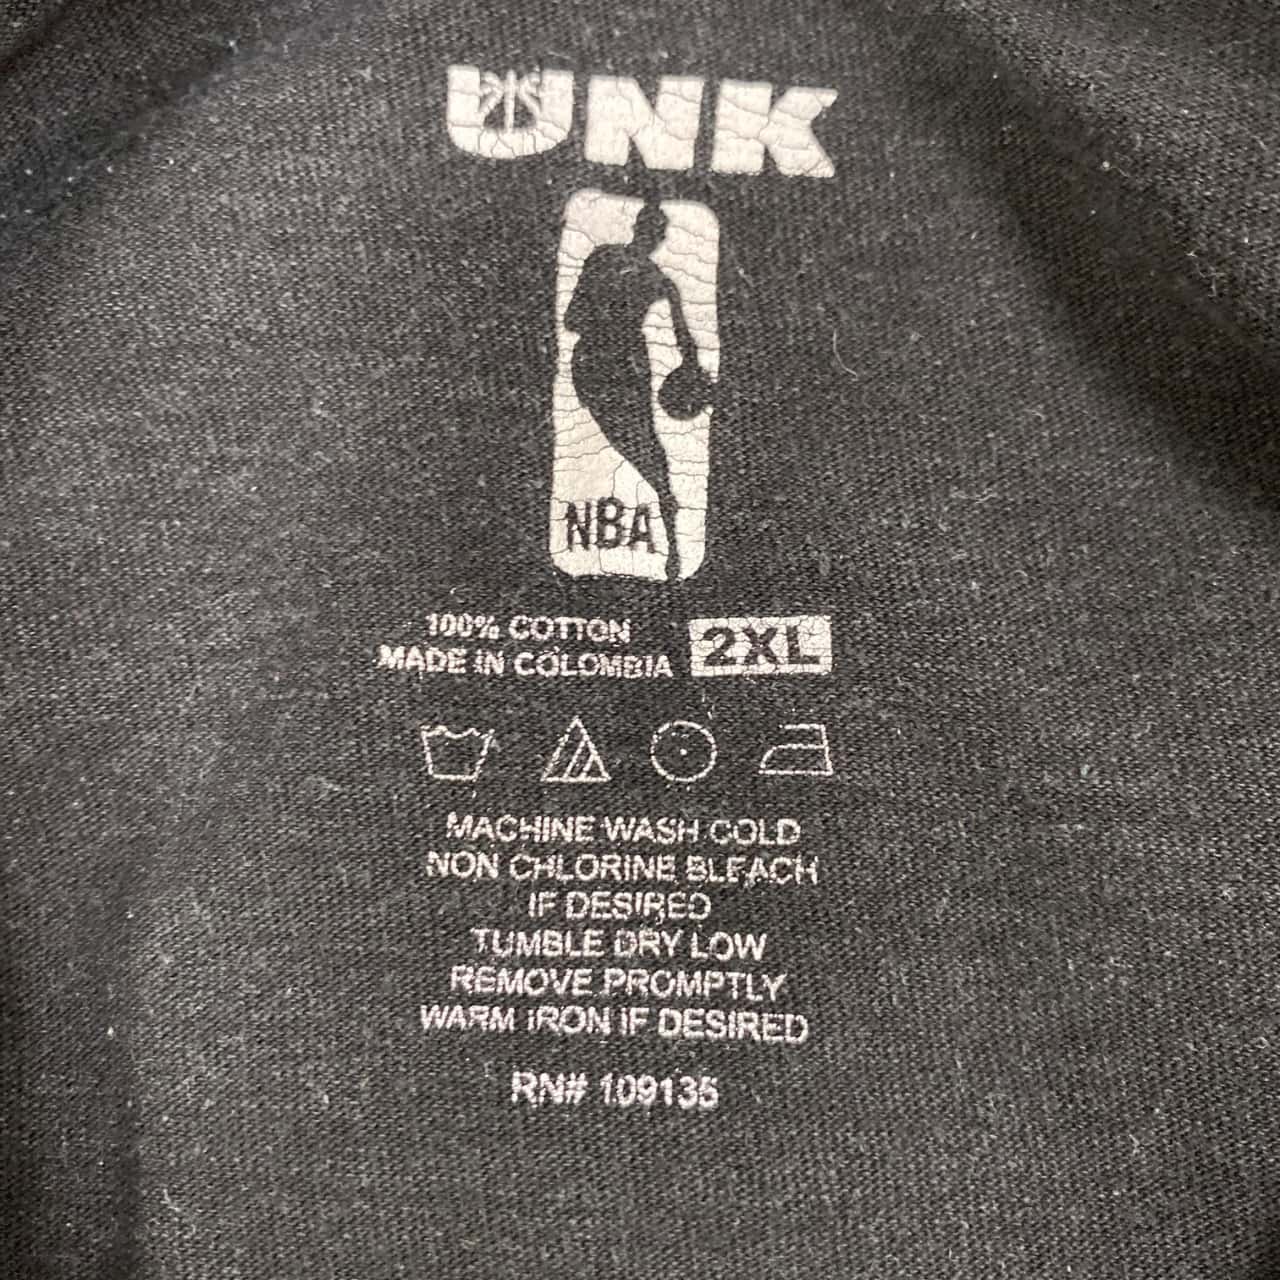 UNK
NBA
100% COTTON
MADE IN COLOMBIA
2XL
MACHINE WASH COLD
NON CHLORINE BLEACH
IF DESIRED
TUMBLE DRY LOW
REMOVE PROMPTLY
WARM IRON IF DESIRED
RN# 109135